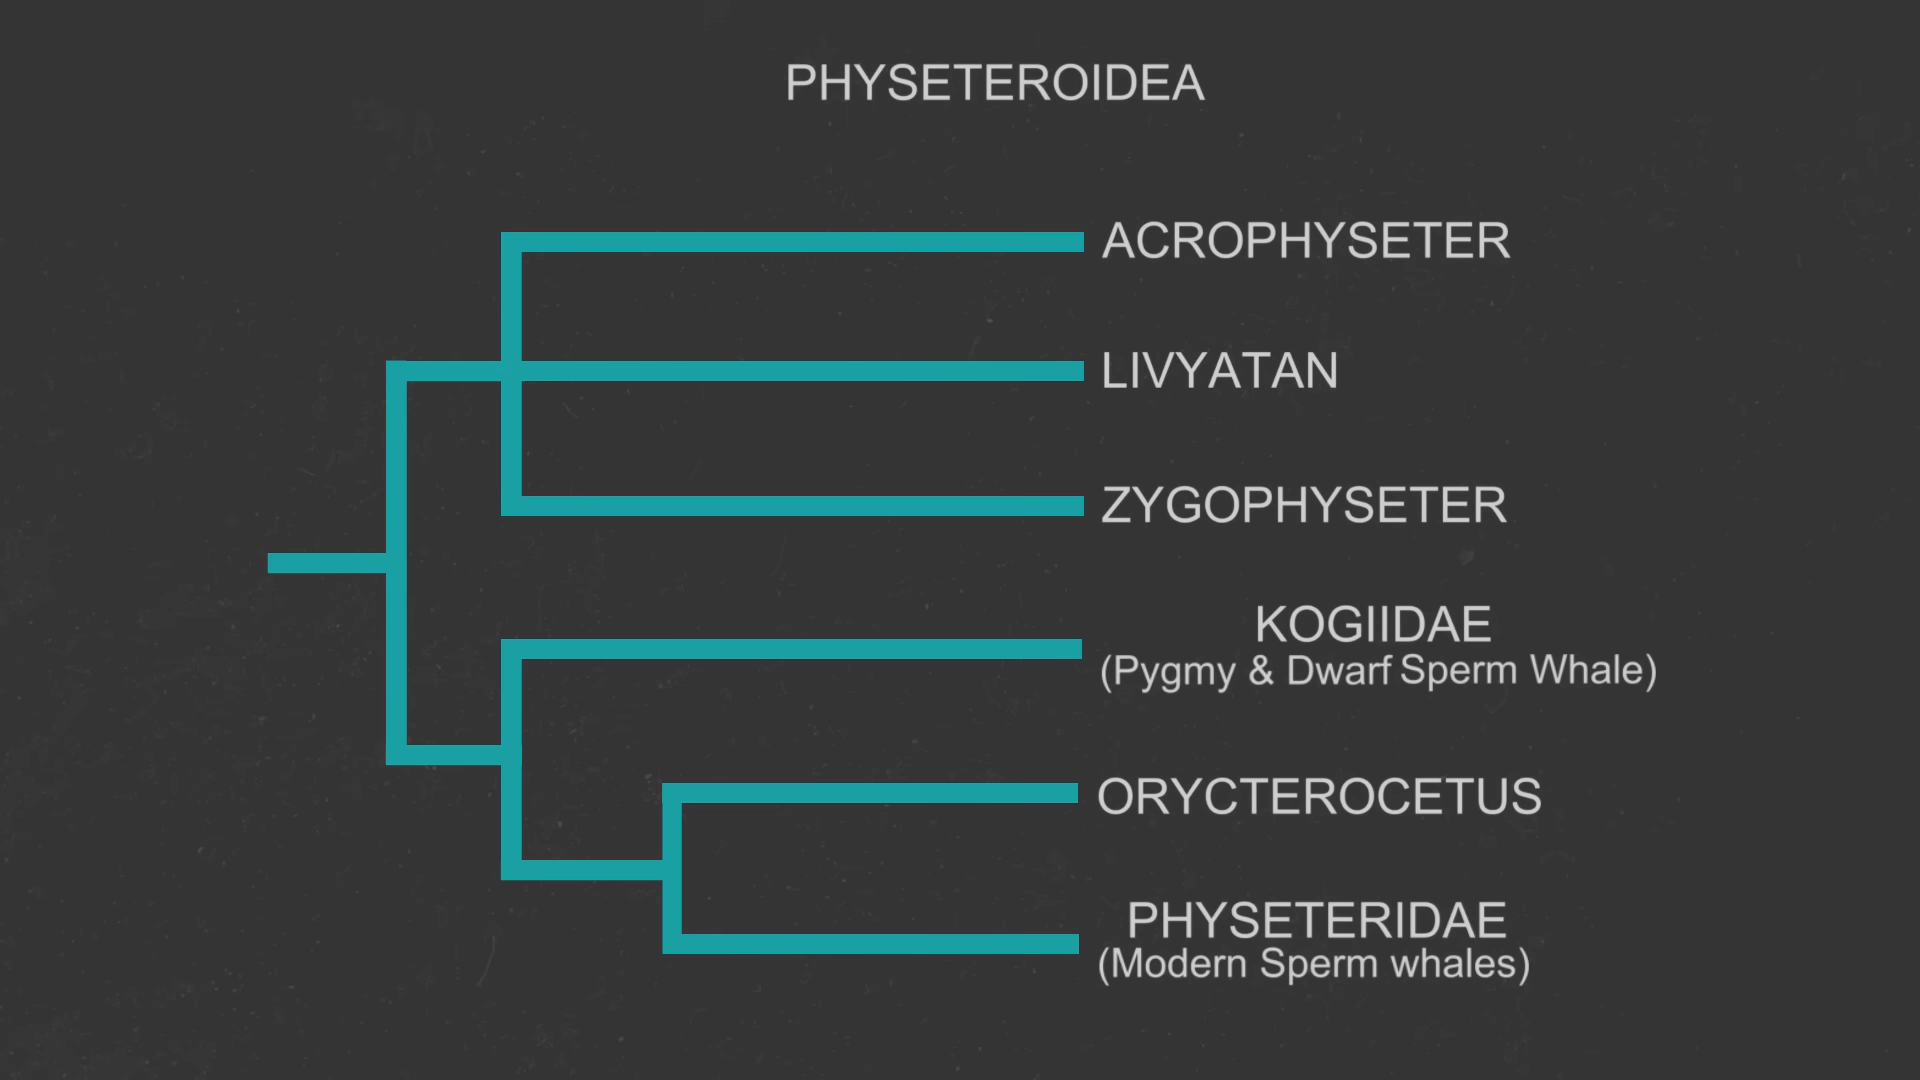 PHYSETEROIDEA
ACROPHYSETER
LIVYATAN
ZYGOPHYSETER
KOGIIDAE
(Pygmy & Dwarf Sperm Whale)
ORYCTEROCETUS
PHYSETERIDAE
(Modern Sperm whales)